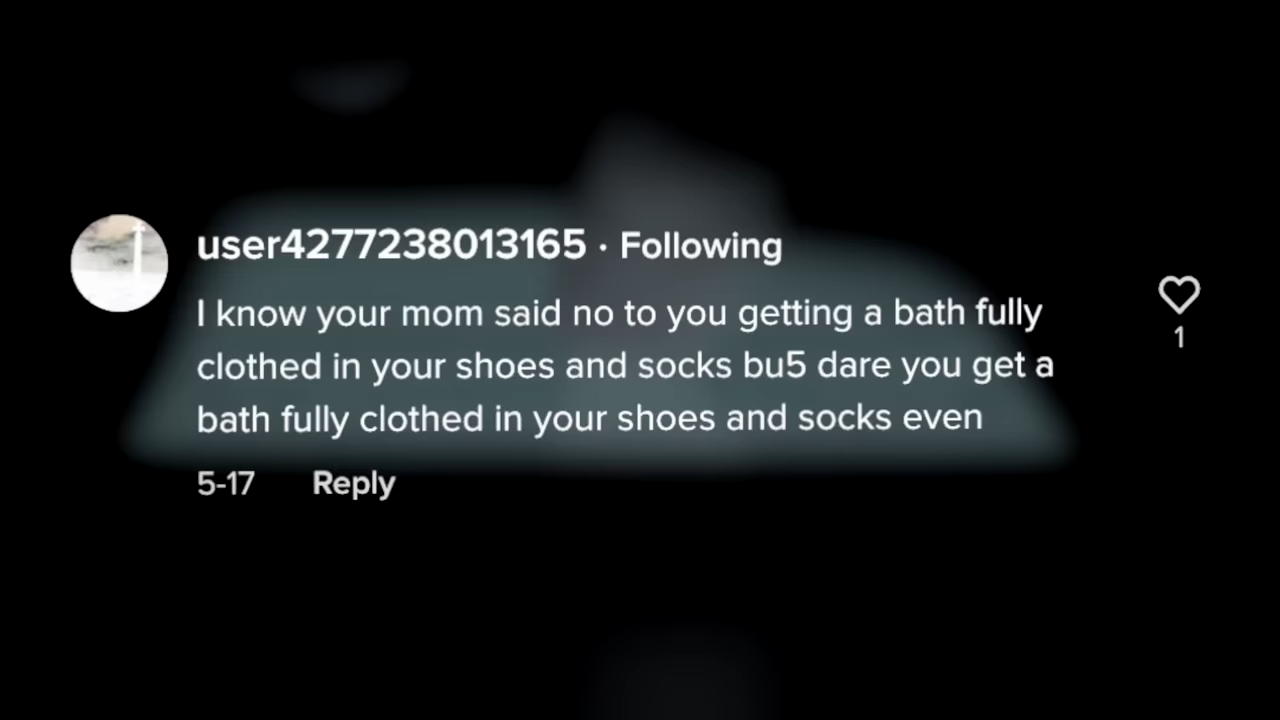 user4277238013165 · Following
I know your mom said no to you getting a bath fully
clothed in your shoes and socks bu5 dare you get a
bath fully clothed in your shoes and socks even
1
5-17 Reply